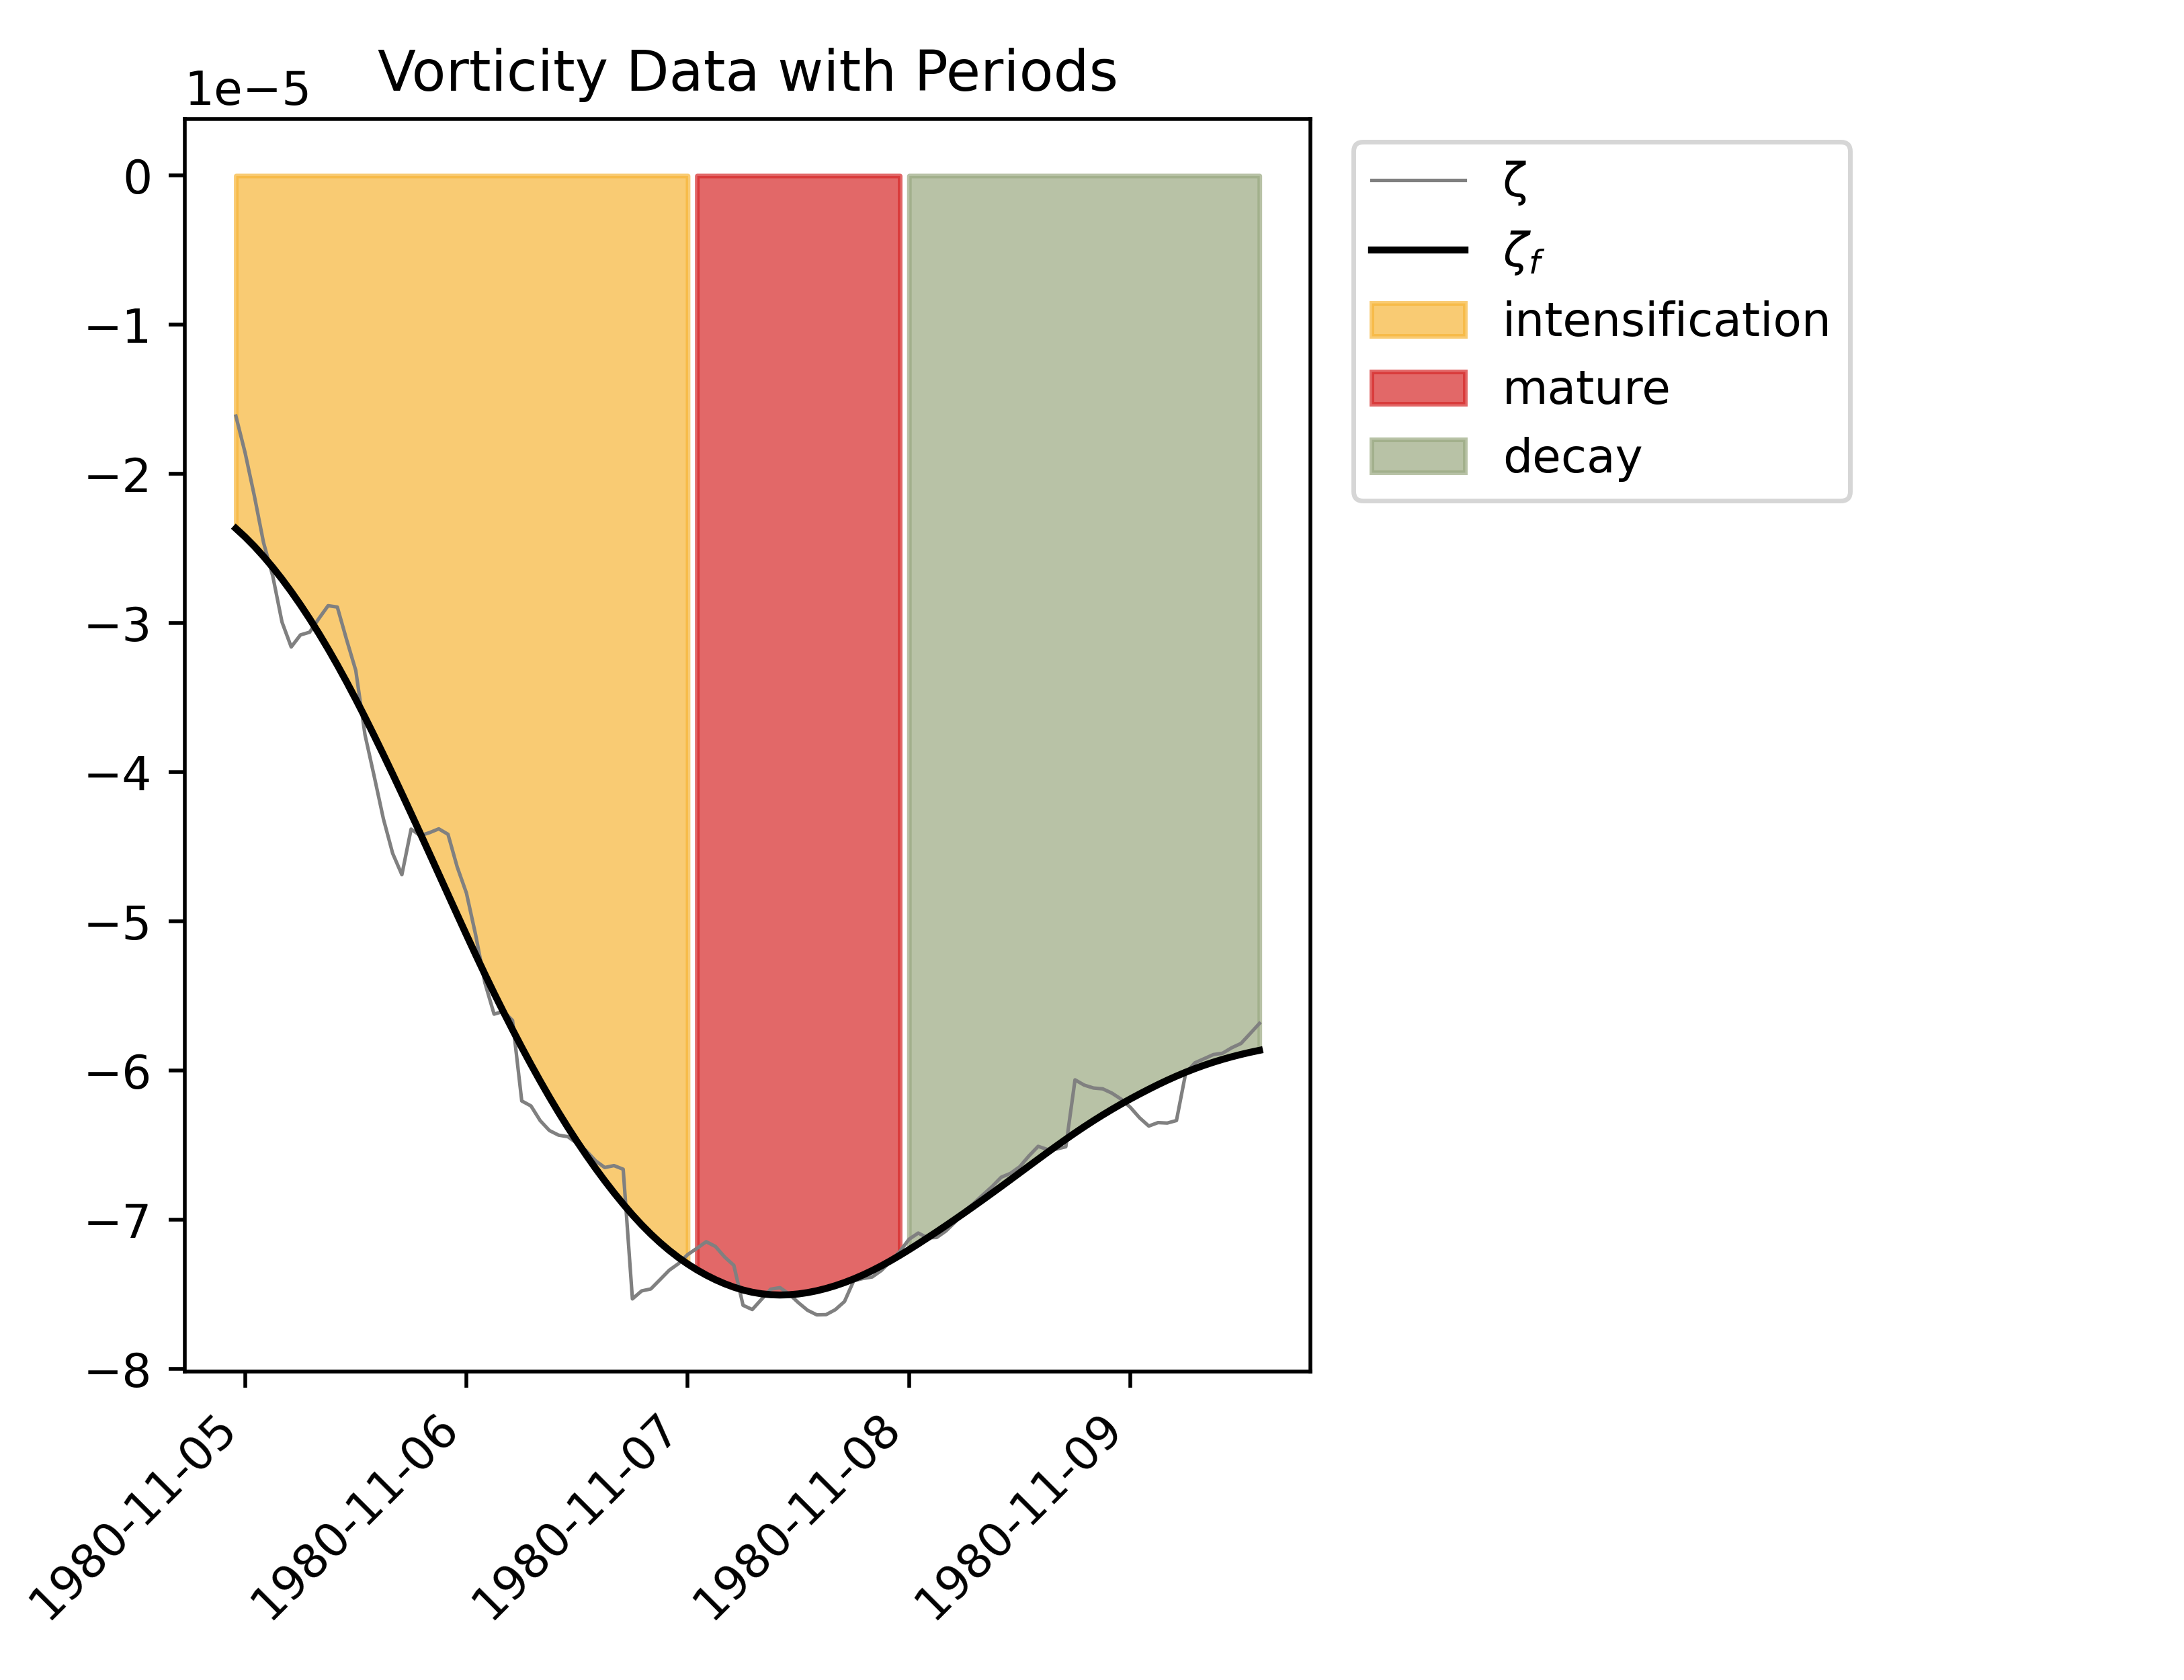 Vorticity Data with Periods
1e−5
0
−1
−2
−3
−4
−5
−6
−7
−8
1980-11-05
1980-11-06
1980-11-07
1980-11-08
1980-11-09
ζ
ζf
intensification
mature
decay